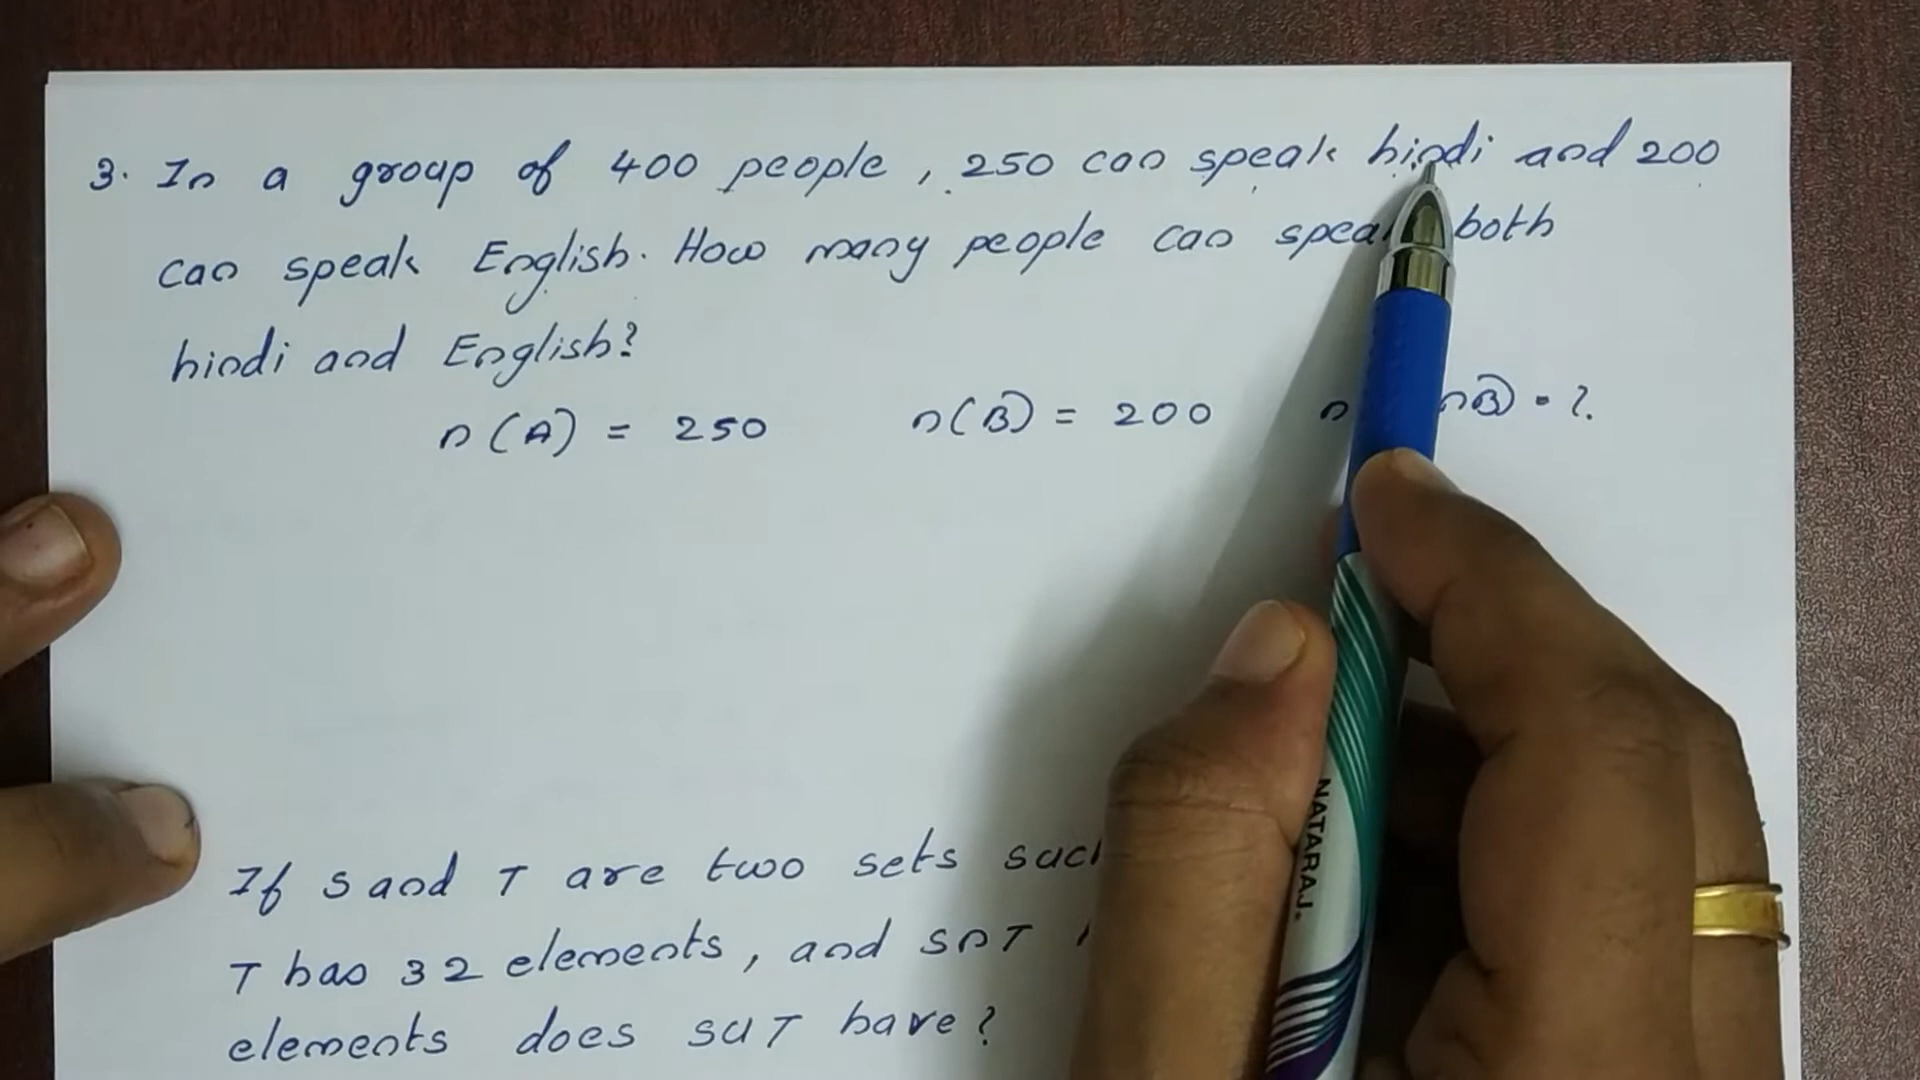 3. In a group of 400 people, 250 can speak hindi and 200
can speak English. How many people can speak both
hindi and English?
n(A) = 250 n(B) = 200 n ∩B) = ?
If S and T are two sets such
T has 32 elements, and S∩T
elements does SUT have?
NATARAJ